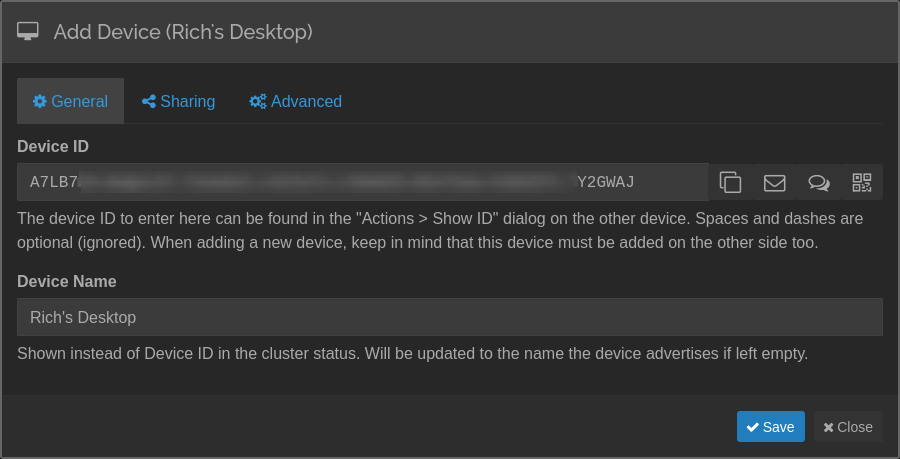 Add Device (Rich's Desktop)
General Sharing Advanced
Device ID
A7LB7 Y2GWAJ
The device ID to enter here can be found in the "Actions > Show ID" dialog on the other device. Spaces and dashes are
optional (ignored). When adding a new device, keep in mind that this device must be added on the other side too.
Device Name
Rich's Desktop
Shown instead of Device ID in the cluster status. Will be updated to the name the device advertises if left empty.
Save Close